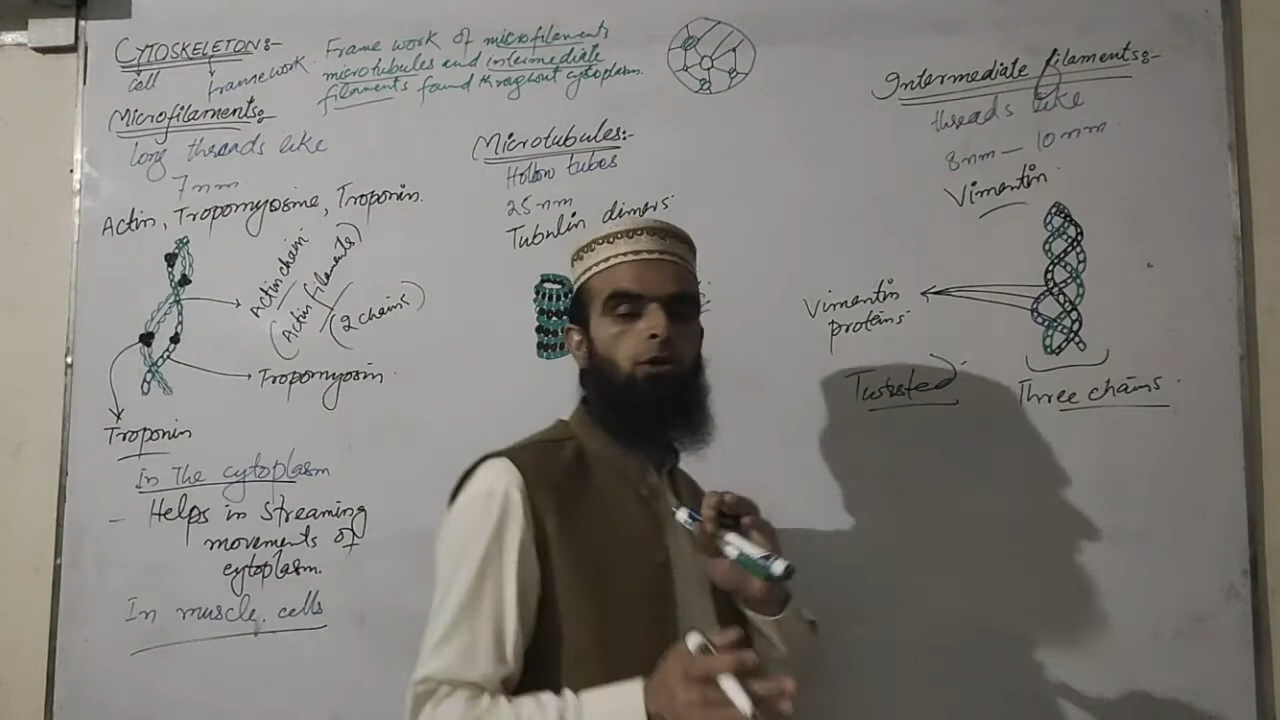 CYTOSKELETON:-
Cell framework.
Frame work of microfilaments
microtubules and intermediate
filaments found throghout cytoplasm.
Microfilaments:
long threads like
7nm
Actin, Tropomyosine, Troponin.
Actin chain
(Actin filaments)
(2 chains)
Tropomyosin.
Troponin
In The cytoplasm
- Helps in Streaming
movements of
cytoplasm.
In muscle cells
Microtubules:-
Hollow tubes
25nm
Tubulin dimers
Intermediate filaments:-
threads like
8nm - 10nm
Vimentin
Vimentin
proteins
Three chains.